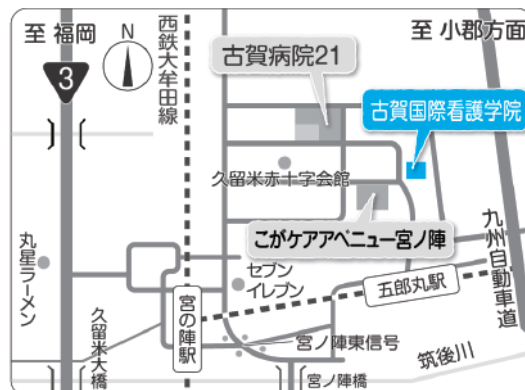 至 福岡
N
3
西鉄大牟田線
至 小郡方面
古賀病院21
古賀国際看護学院
久留米赤十字会館
こがケアアベニュー宮ノ陣
九州自動車道
丸星ラーメン
セブン
イレブン
五郎丸駅
宮の陣駅
久留米大橋
宮ノ陣東信号
筑後川
宮ノ陣橋